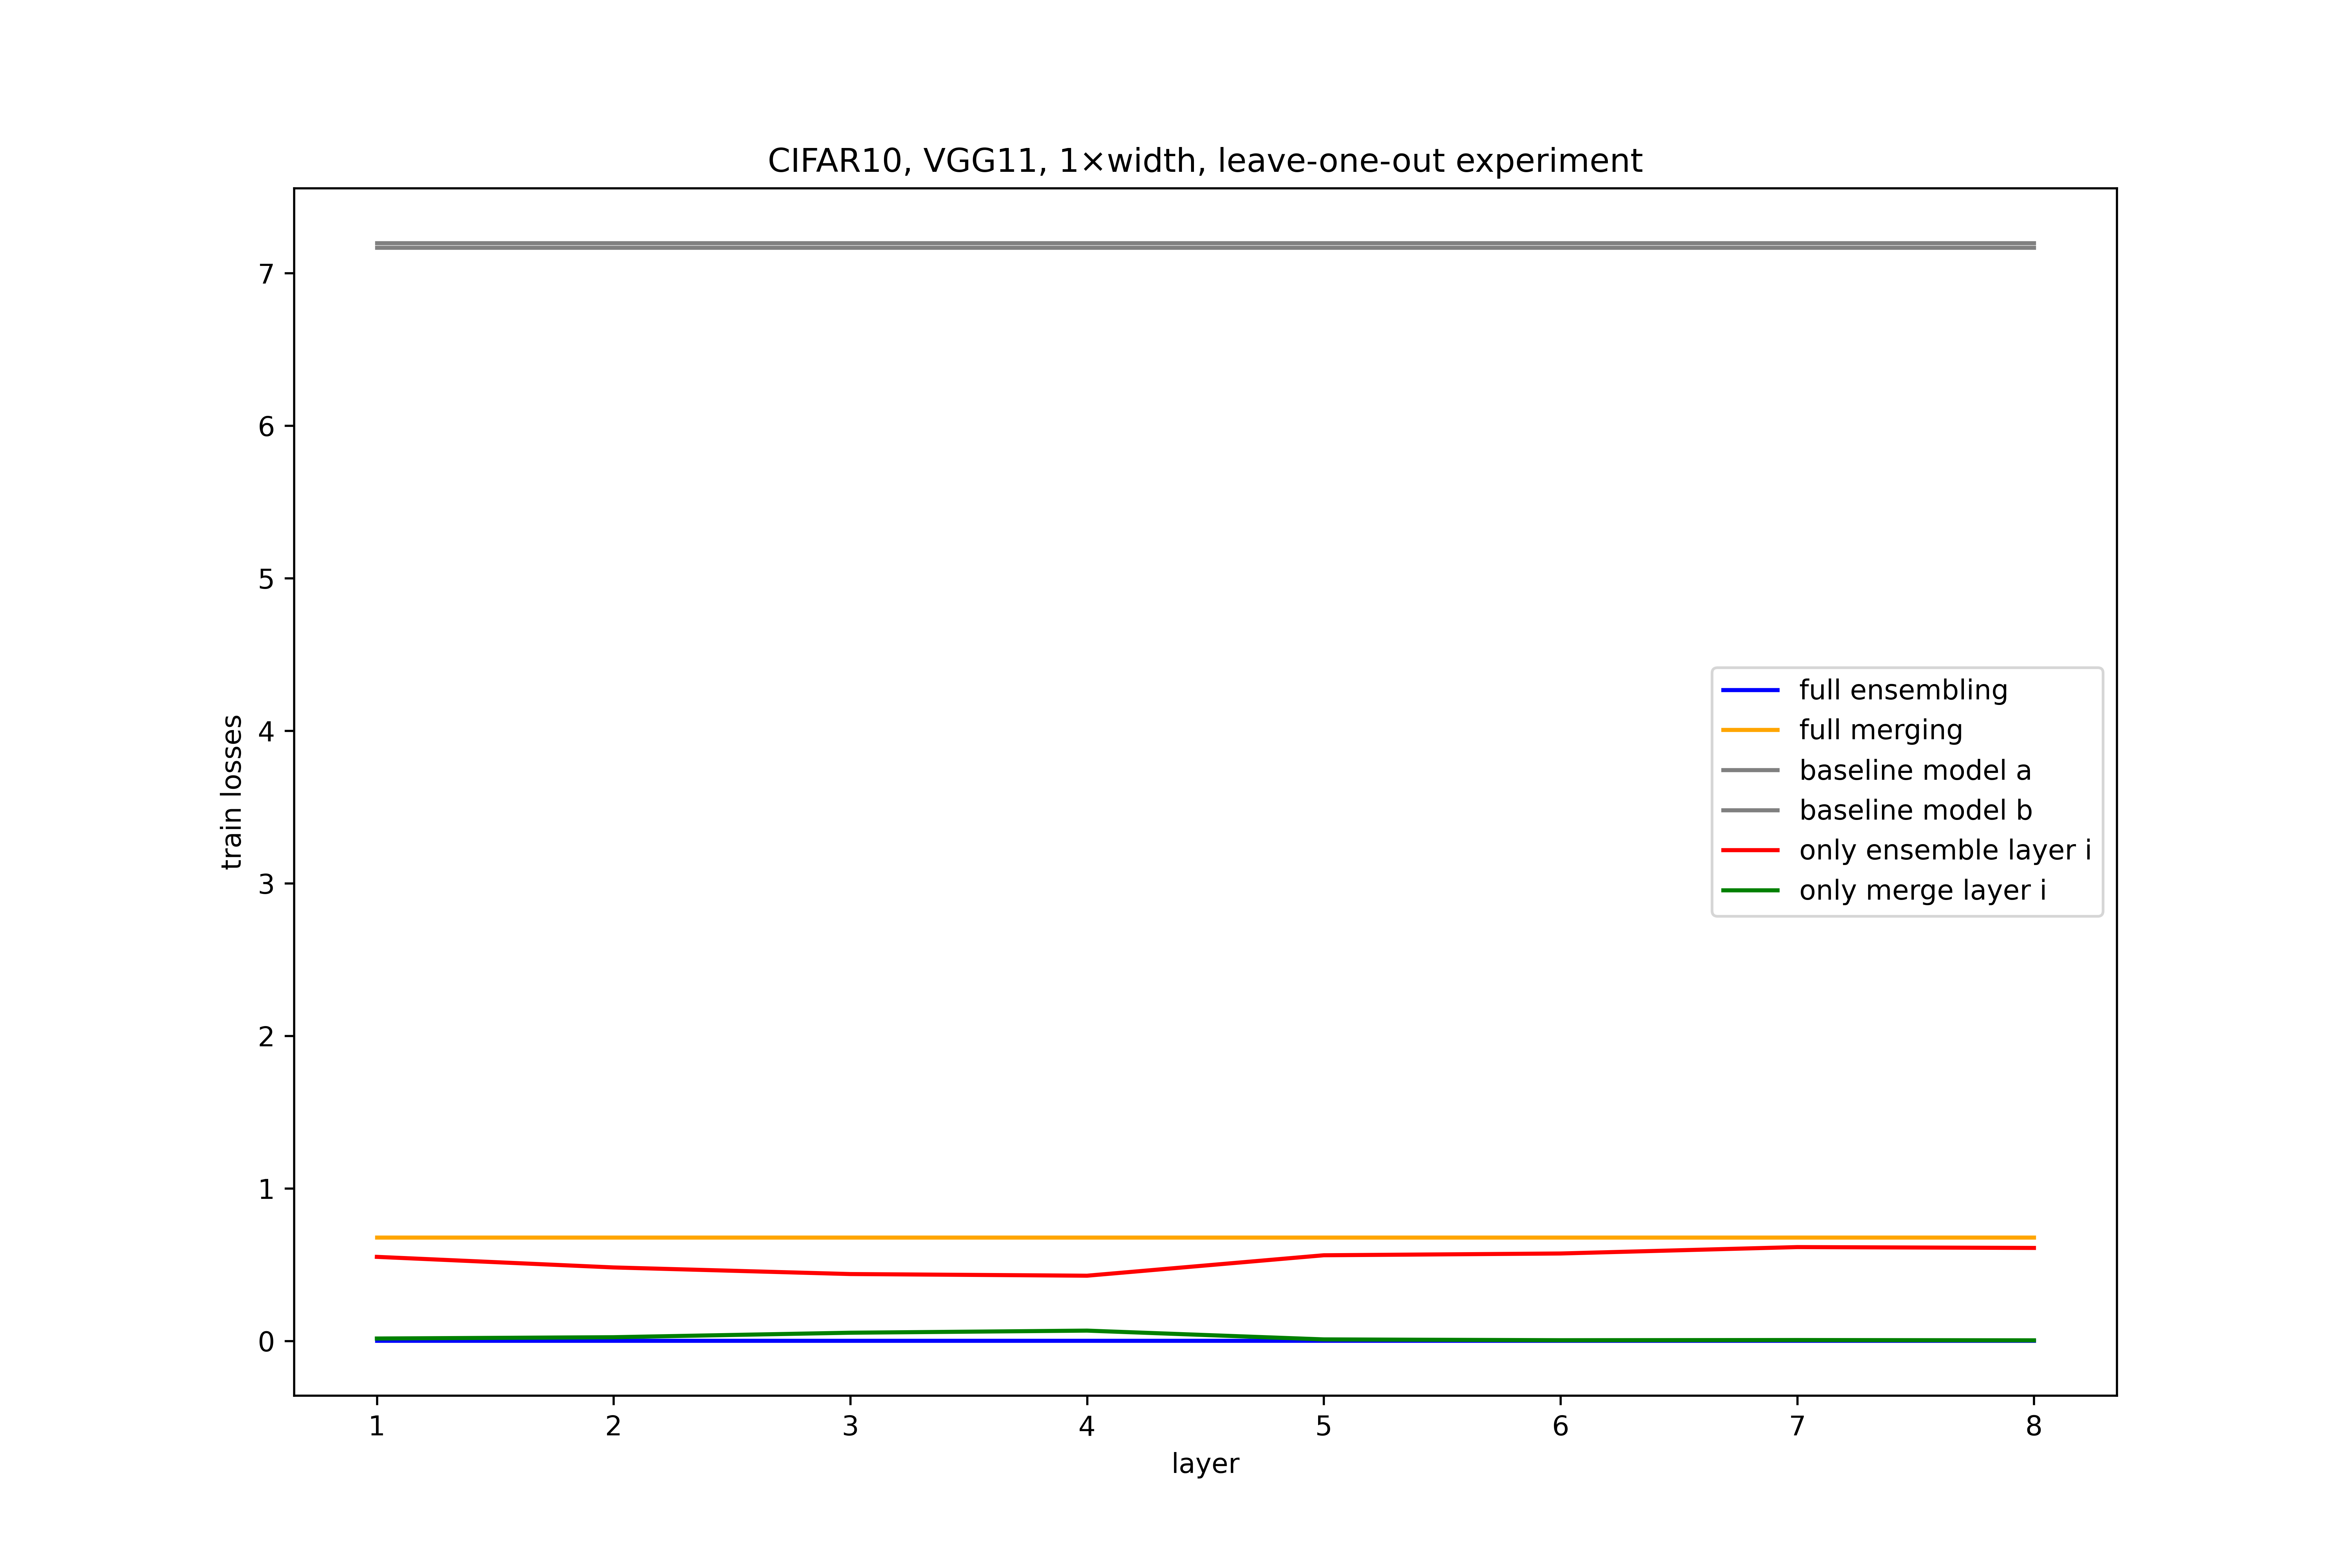 CIFAR10, VGG11, 1×width, leave-one-out experiment
7
6
5
4
3
2
1
0
train losses
full ensembling
full merging
baseline model a
baseline model b
only ensemble layer i
only merge layer i
1 2 3 4 5 6 7 8
layer